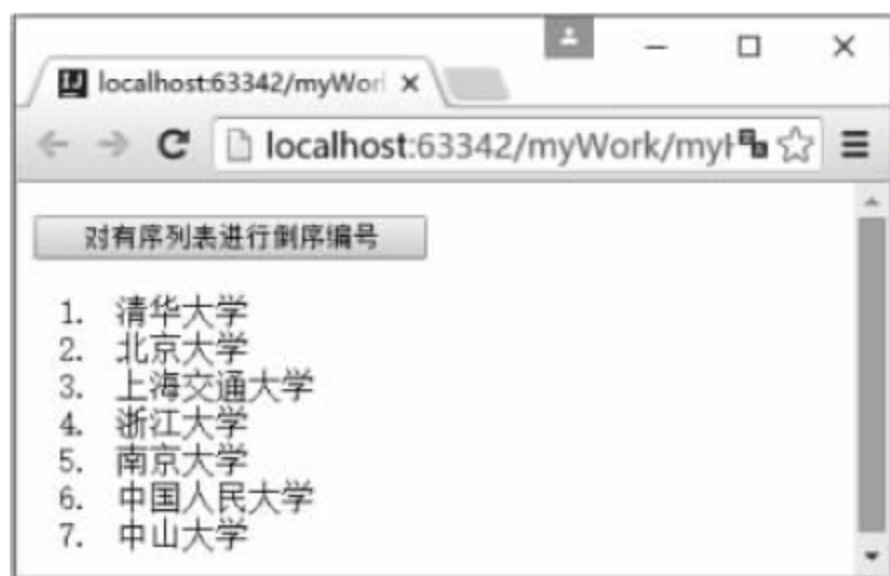 localhost:63342/myWor
localhost:63342/myWork/myH
对有序列表进行倒序编号
1. 清华大学
2. 北京大学
3. 上海交通大学
4. 浙江大学
5. 南京大学
6. 中国人民大学
7. 中山大学